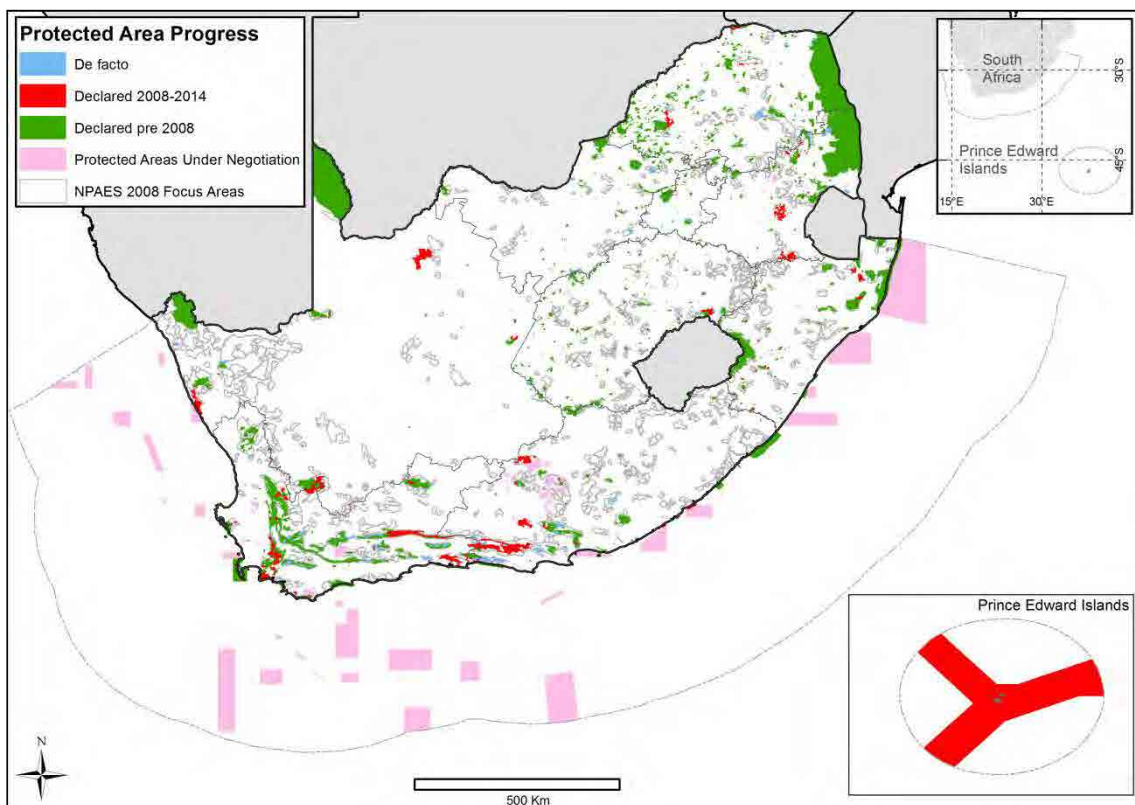 Protected Area Progress
De facto
Declared 2008-2014
Declared pre 2008
Protected Areas Under Negotiation
NPAES 2008 Focus Areas
South
Africa
30°S
Prince Edward
Islands
45°S
15°E
30°E
Prince Edward Islands
N
500 Km